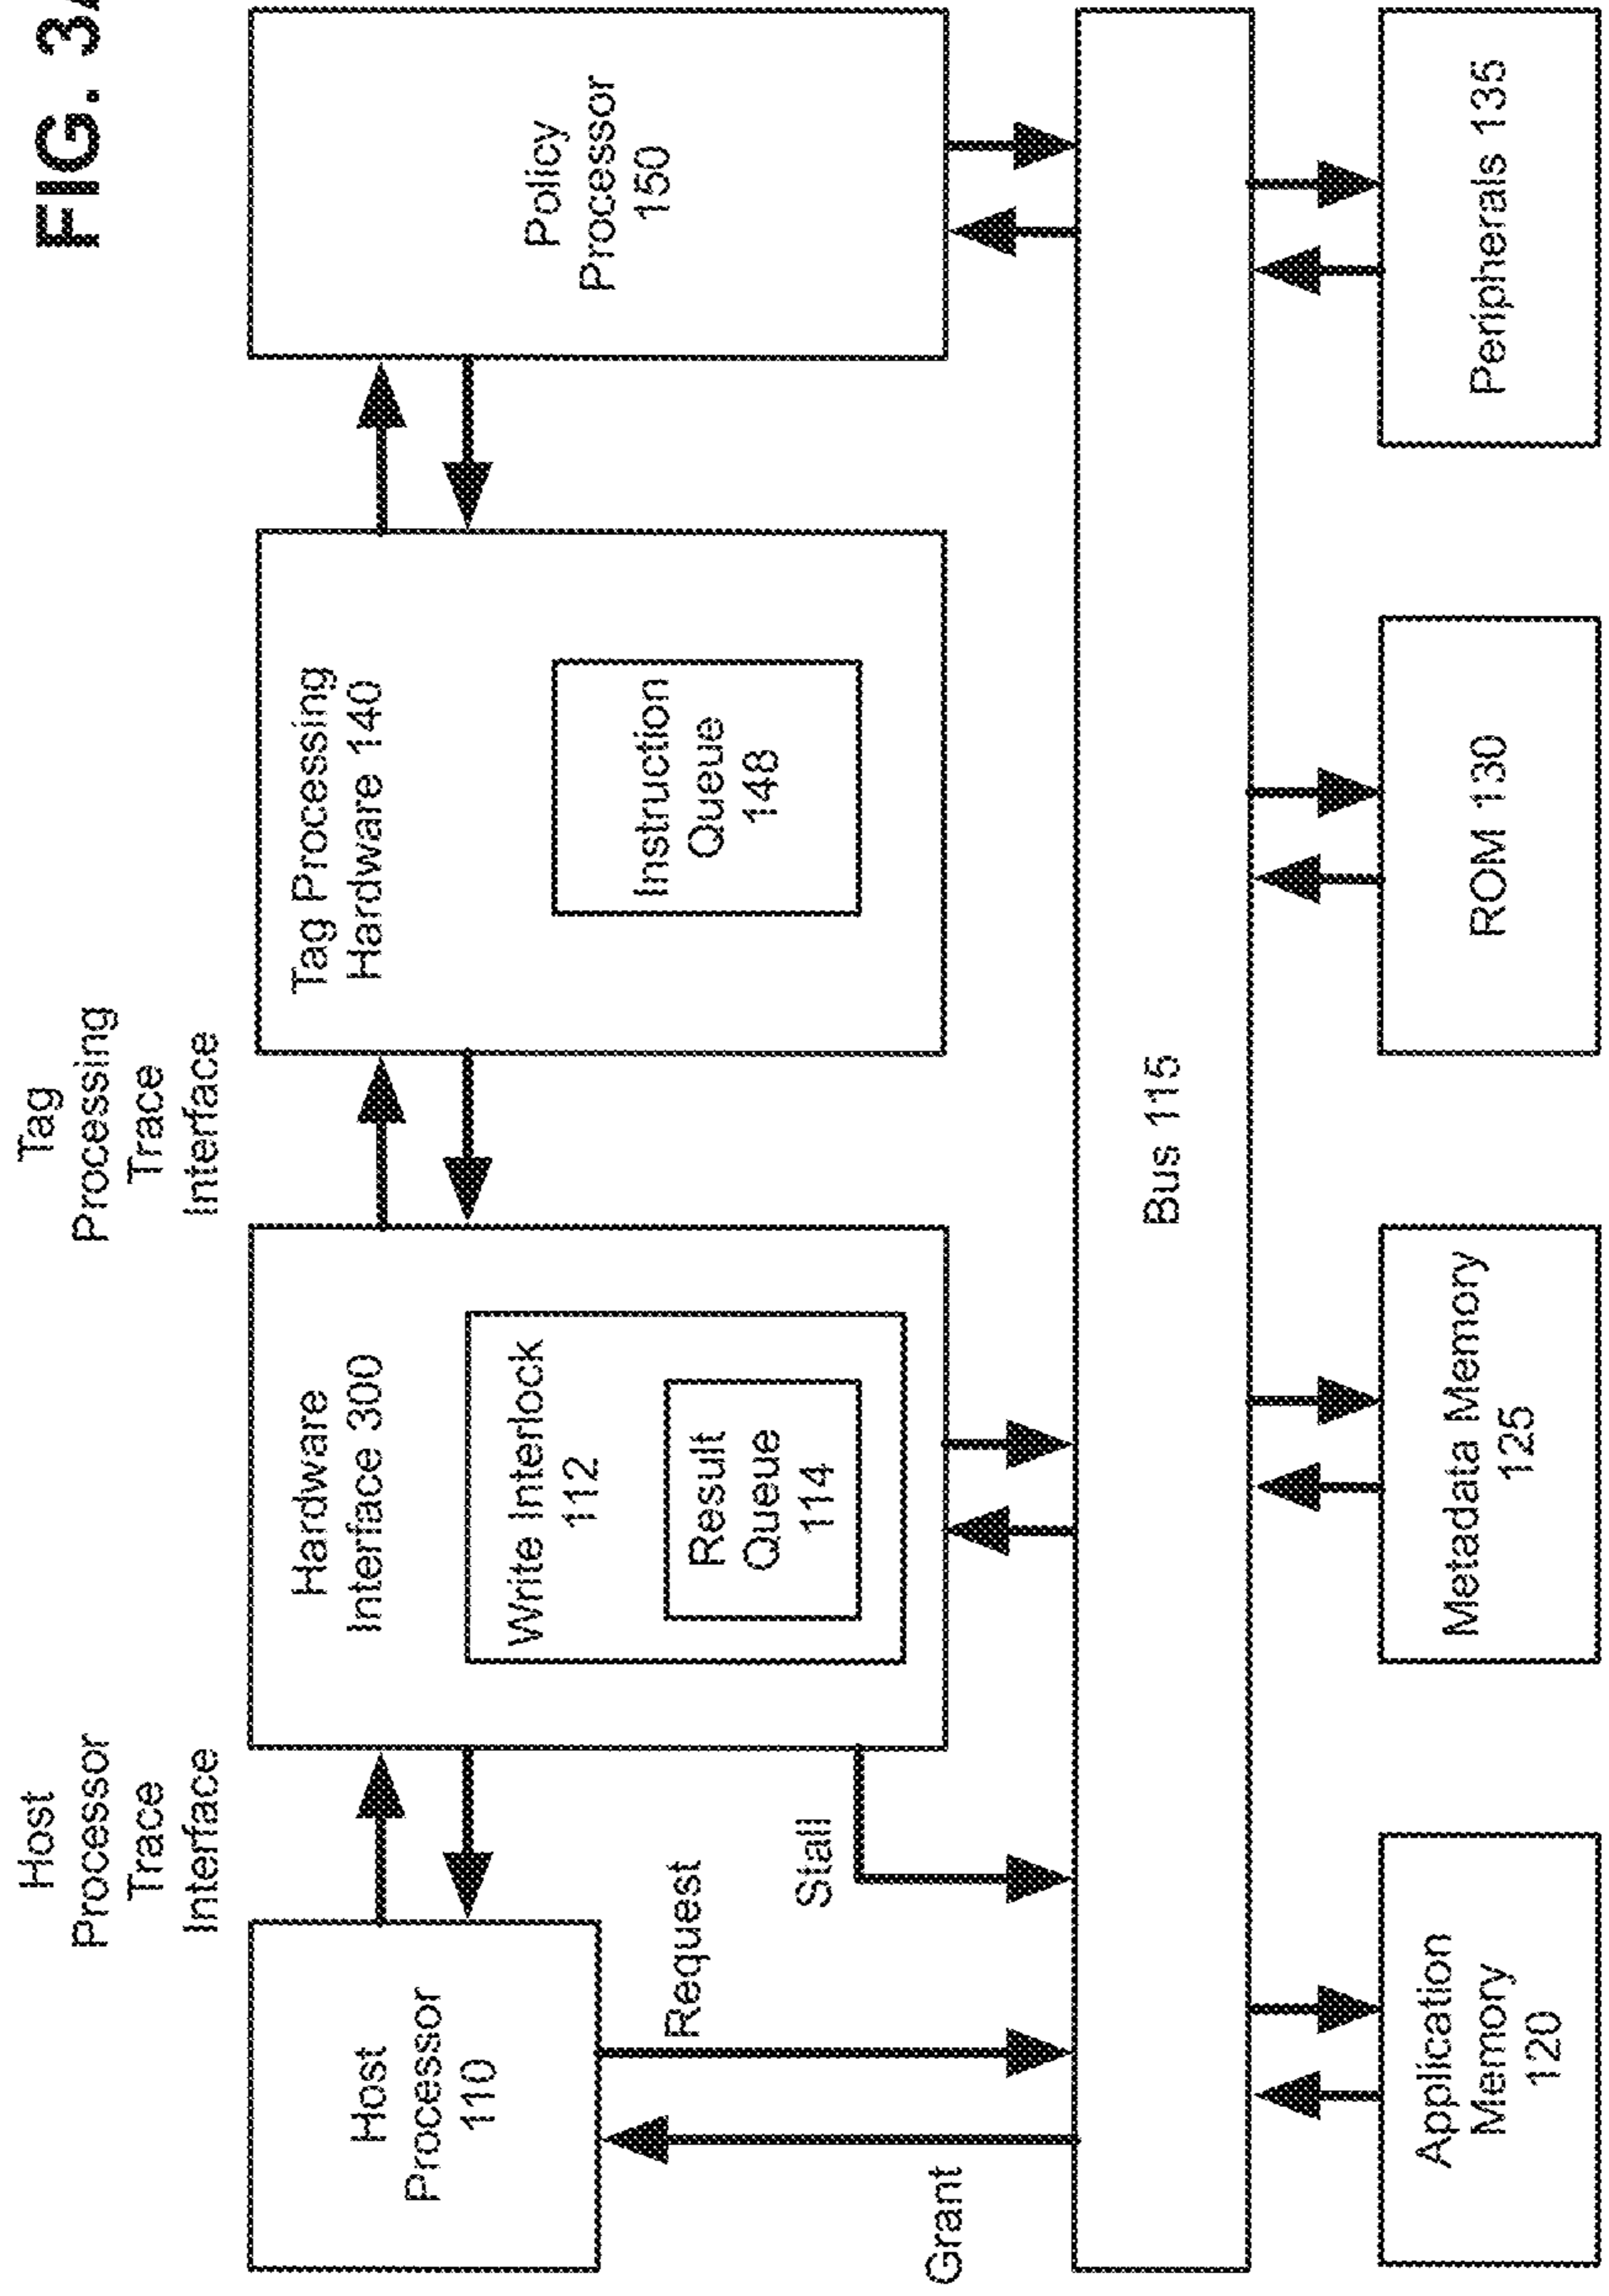 FIG. 3A
Host
Processor
Trace
Interface
Tag
Processing
Trace
Interface
Host
Processor
110
Hardware
Interface 300
Write Interlock
112
Result
Queue
114
Tag Processing
Hardware 140
Instruction
Queue
148
Policy
Processor
150
Request
Stall
Grant
Bus 115
Application
Memory
120
Metadata Memory
125
ROM 130
Peripherals 135